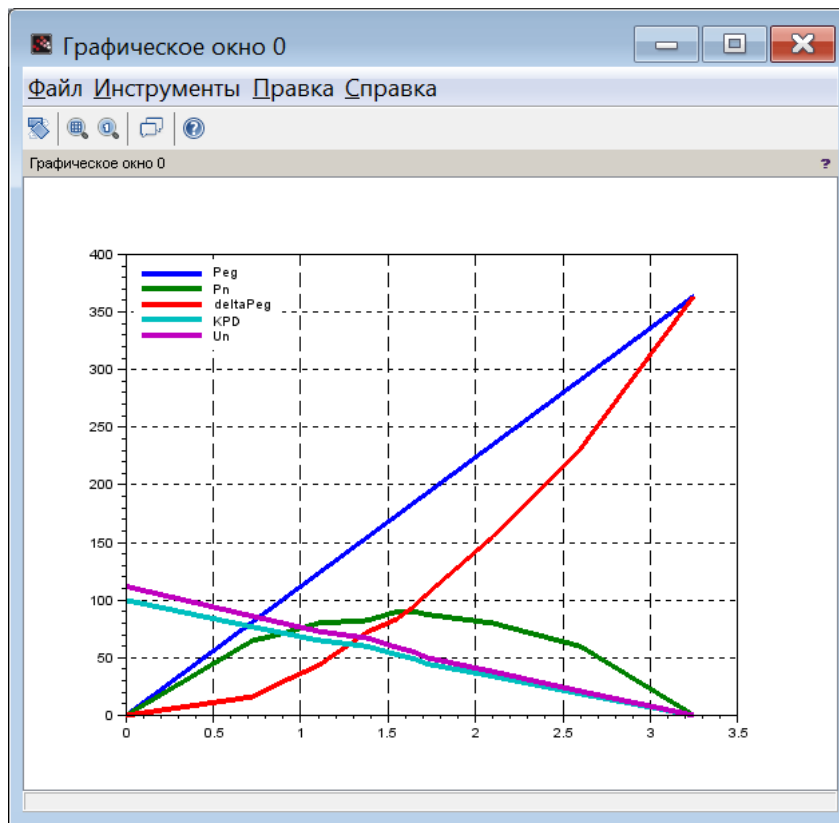 Графическое окно 0
Файл Инструменты Правка Справка
Графическое окно 0 ?
400
350
300
250
200
150
100
50
0
Peg
Pn
deltaPeg
KPD
Un
0 0.5 1 1.5 2 2.5 3 3.5